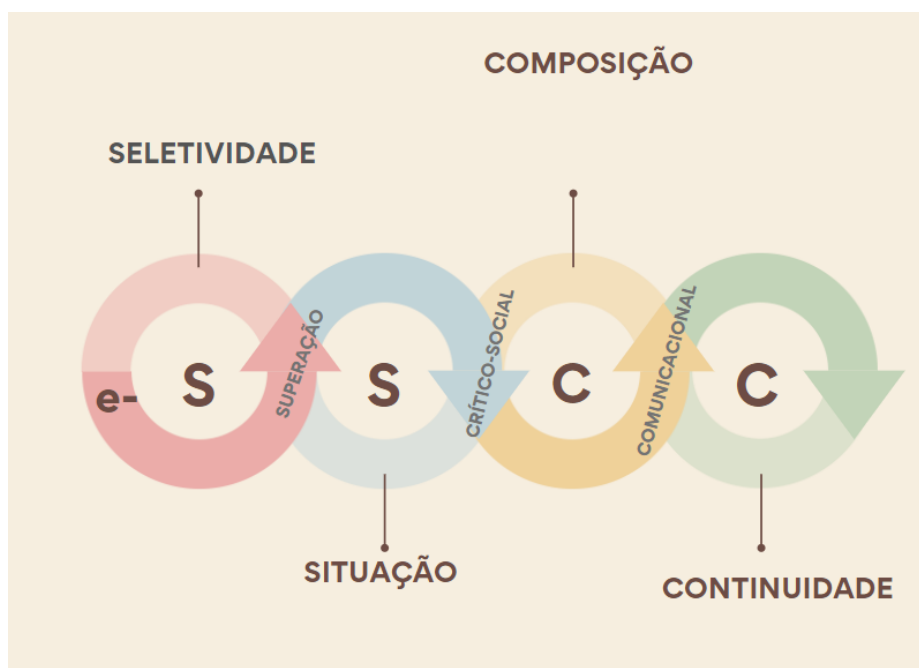 COMPOSIÇÃO
SELETIVIDADE
e-
S
SUPERAÇÃO
S
CRÍTICO-SOCIAL
C
COMUNICACIONAL
C
SITUAÇÃO
CONTINUIDADE